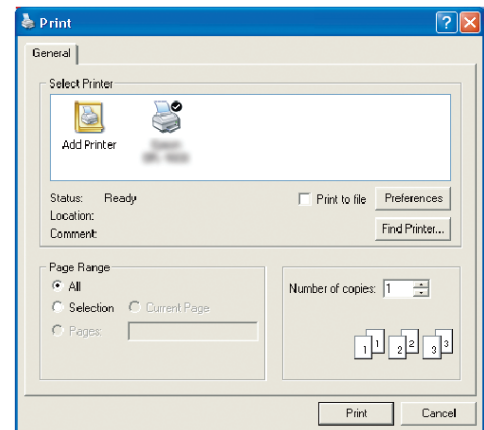 Print
General
Select Printer
Add Printer
Status: Ready
Location:
Comment:
Print to file
Preferences
Find Printer...
Page Range
All
Selection
Current Page
Pages:
Number of copies: 1
1 1 2 2 3 3
Print
Cancel